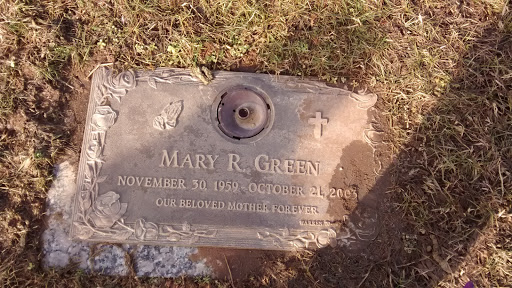 MARY R. GREEN
NOVEMBER 30, 1959 - OCTOBER 21,
OUR BELOVED MOTHER FOREVER